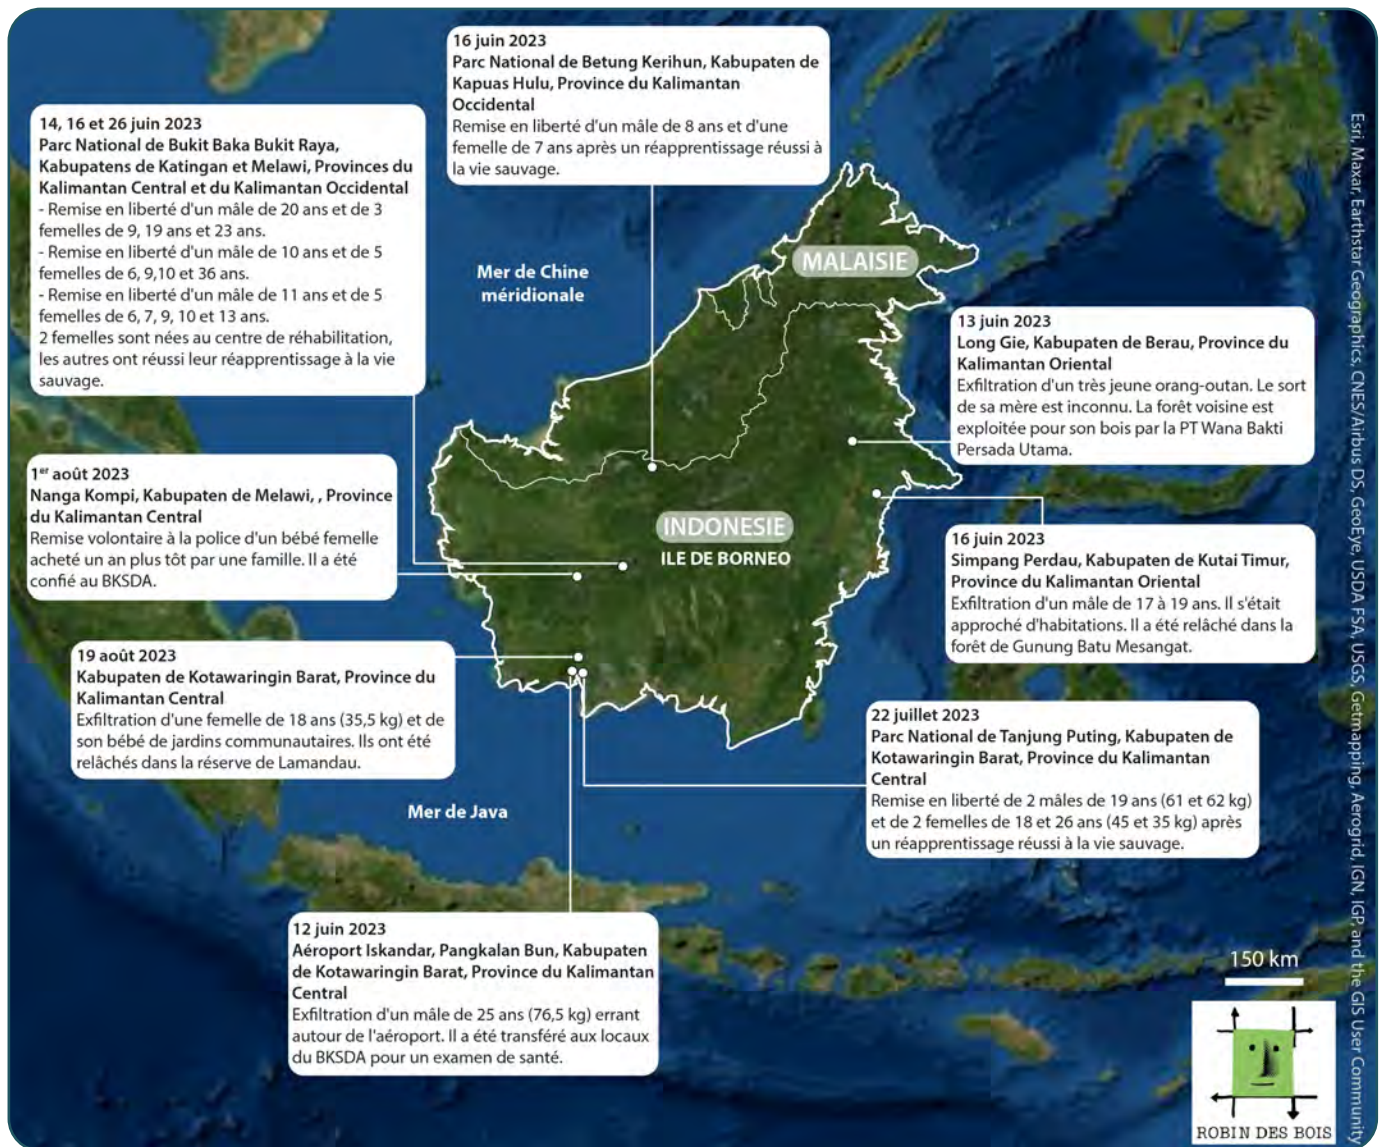 16 juin 2023
Parc National de Betung Kerihun, Kabupaten de
Kapuas Hulu, Province du Kalimantan
Occidental
Remise en liberté d'un mâle de 8 ans et d'une
femelle de 7 ans après un réapprentissage réussi à
la vie sauvage.
14, 16 et 26 juin 2023
Parc National de Bukit Baka Bukit Raya,
Kabupatens de Katingan et Melawi, Provinces du
Kalimantan Central et du Kalimantan Occidental
- Remise en liberté d'un mâle de 20 ans et de 3
femelles de 9, 19 ans et 23 ans.
- Remise en liberté d'un mâle de 10 ans et de 5
femelles de 6, 9,10 et 36 ans.
- Remise en liberté d'un mâle de 11 ans et de 5
femelles de 6, 7, 9, 10 et 13 ans.
2 femelles sont nées au centre de réhabilitation,
les autres ont réussi leur réapprentissage à la vie
sauvage.
Mer de Chine
méridionale
MALAISIE
13 juin 2023
Long Gie, Kabupaten de Berau, Province du
Kalimantan Oriental
Exfiltration d'un très jeune orang-outan. Le sort
de sa mère est inconnu. La forêt voisine est
exploitée pour son bois par la PT Wana Bakti
Persada Utama.
1er août 2023
Nanga Kompi, Kabupaten de Melawi, , Province
du Kalimantan Central
Remise volontaire à la police d'un bébé femelle
acheté un an plus tôt par une famille. Il a été
confié au BKSDA.
INDONESIE
ILE DE BORNEO
16 juin 2023
Simpang Perdau, Kabupaten de Kutai Timur,
Province du Kalimantan Oriental
Exfiltration d'un mâle de 17 à 19 ans. Il s'était
approché d'habitations. Il a été relâché dans la
forêt de Gunung Batu Mesangat.
19 août 2023
Kabupaten de Kotawaringin Barat, Province du
Kalimantan Central
Exfiltration d'une femelle de 18 ans (35,5 kg) et de
son bébé de jardins communautaires. Ils ont été
relâchés dans la réserve de Lamandau.
22 juillet 2023
Parc National de Tanjung Puting, Kabupaten de
Kotawaringin Barat, Province du Kalimantan
Central
Remise en liberté de 2 mâles de 19 ans (61 et 62 kg)
et de 2 femelles de 18 et 26 ans (45 et 35 kg) après
un réapprentissage réussi à la vie sauvage.
Mer de Java
12 juin 2023
Aéroport Iskandar, Pangkalan Bun, Kabupaten
de Kotawaringin Barat, Province du Kalimantan
Central
Exfiltration d'un mâle de 25 ans (76,5 kg) errant
autour de l'aéroport. Il a été transféré aux locaux
du BKSDA pour un examen de santé.
150 km
ROBIN DES BOIS
Esri, Maxar, Earthstar Geographics, CNES/Airbus DS, GeoEye, USDA FSA, USGS, Getmapping, Aerogrid, IGN, IGP, and the GIS User Community